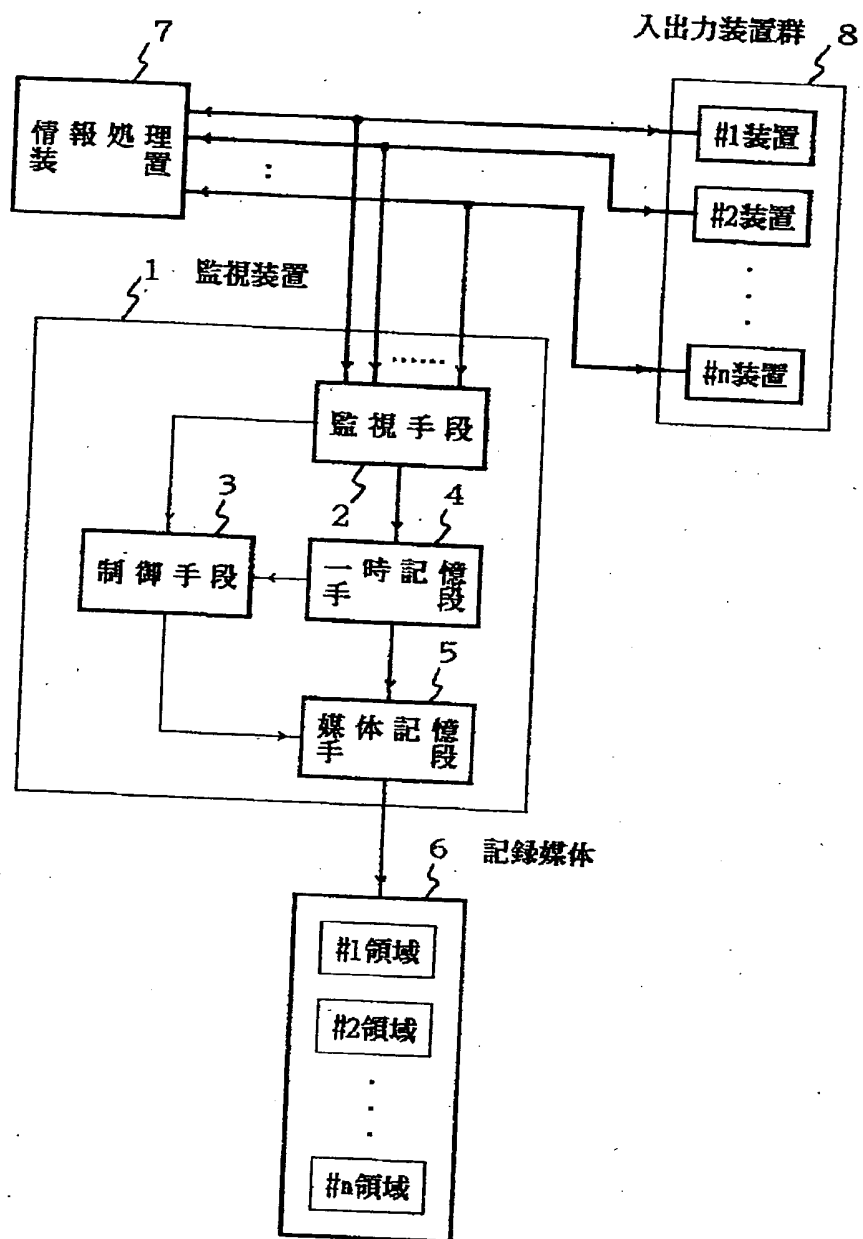 入出力装置群
8
7
情報処理
装置
:
#1装置
#2装置
#n装置
1 監視装置
監視手段
2
3
4
制御手段
一時記憶
手段
5
媒体記憶
手段
6 記録媒体
#1領域
#2領域
#n領域